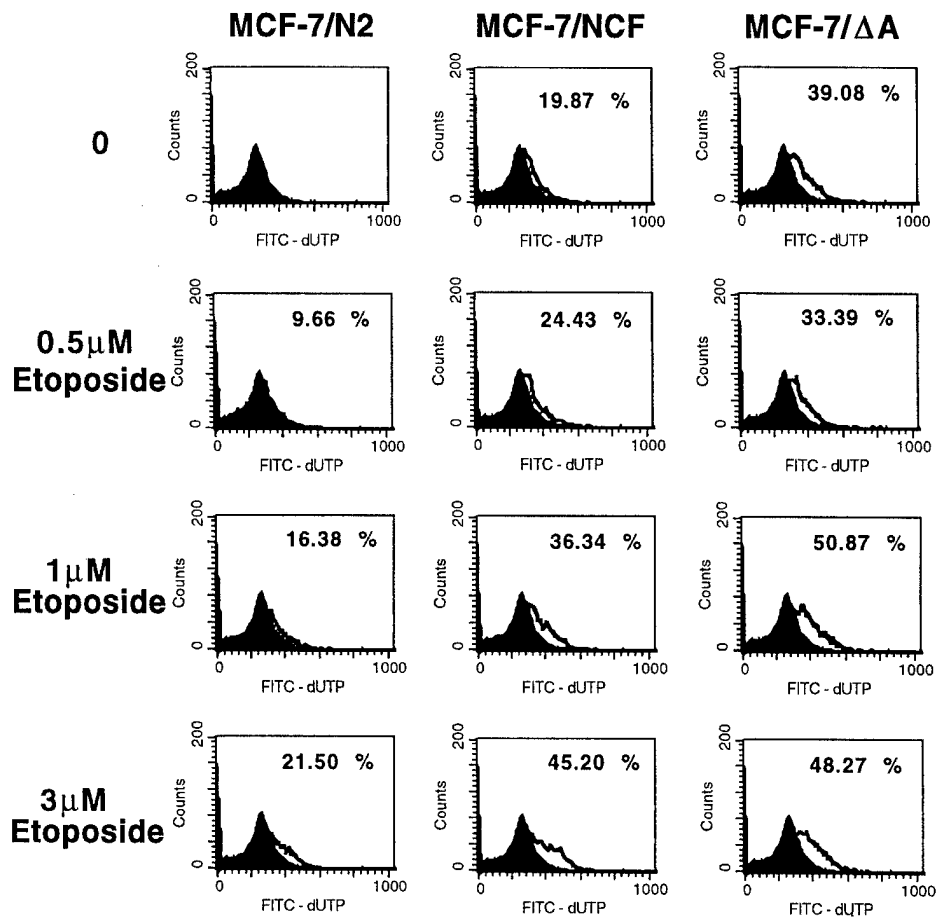 MCF-7/N2 MCF-7/NCF MCF-7/ΔA
0
200
Counts
0
0 1000
FITC - dUTP
200
19.87 %
Counts
0
0 1000
FITC - dUTP
200
39.08 %
Counts
0
0 1000
FITC - dUTP
0.5μM
Etoposide
200
9.66 %
Counts
0
0 1000
FITC - dUTP
200
24.43 %
Counts
0
0 1000
FITC - dUTP
200
33.39 %
Counts
0
0 1000
FITC - dUTP
1μM
Etoposide
200
16.38 %
Counts
0
0 1000
FITC - dUTP
200
36.34 %
Counts
0
0 1000
FITC - dUTP
200
50.87 %
Counts
0
0 1000
FITC - dUTP
3μM
Etoposide
200
21.50 %
Counts
0
0 1000
FITC - dUTP
200
45.20 %
Counts
0
0 1000
FITC - dUTP
200
48.27 %
Counts
0
0 1000
FITC - dUTP